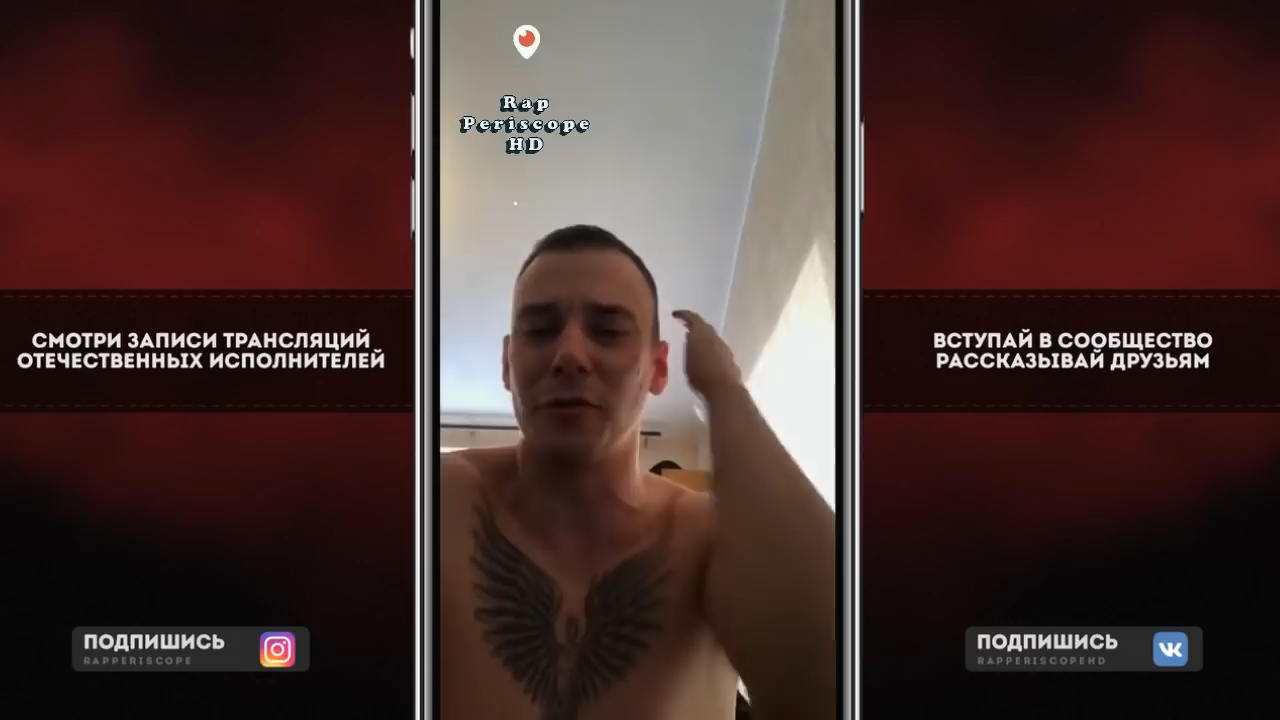 Rap
Periscope
HD
СМОТРИ ЗАПИСИ ТРАНСЛЯЦИЙ
ОТЕЧЕСТВЕННЫХ ИСПОЛНИТЕЛЕЙ
ВСТУПАЙ В СООБЩЕСТВО
РАССКАЗЫВАЙ ДРУЗЬЯМ
ПОДПИШИСЬ
RAPPERISCOPE
ПОДПИШИСЬ
RAPPERISCOPEHD